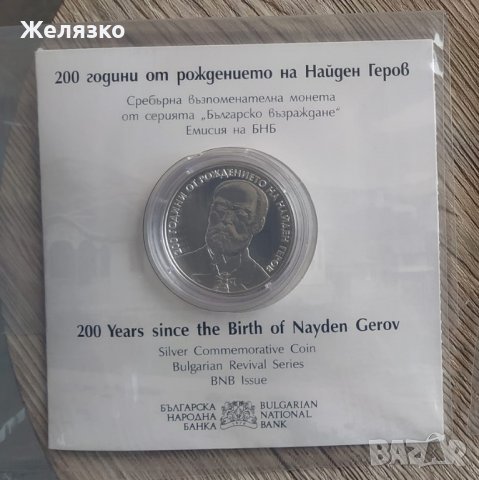 Желязко
200 години от рождението на Найден Геров
Сребърна възпоменателна монета
от серията „Българско възраждане“
Емисия на БНБ
200 ГОДИНИ ОТ РОЖДЕНИЕТО НА НАЙДЕН ГЕРОВ
200 Years since the Birth of Nayden Gerov
Silver Commemorative Coin
Bulgarian Revival Series
BNB Issue
БЪЛГАРСКА
НАРОДНА
БАНКА
BULGARIAN
NATIONAL
BANK
BAZAR